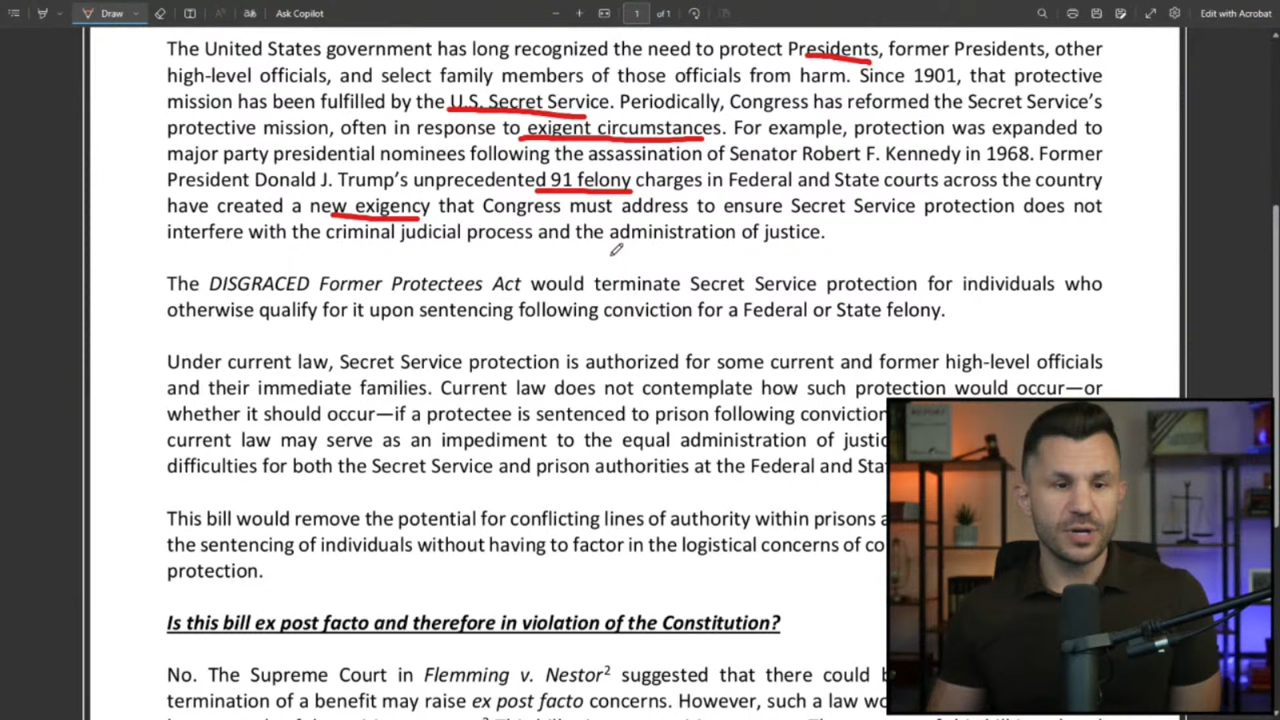 Draw
Ask Copilot
1 of 1
Edit with Acrobat
The United States government has long recognized the need to protect Presidents, former Presidents, other
high-level officials, and select family members of those officials from harm. Since 1901, that protective
mission has been fulfilled by the U.S. Secret Service. Periodically, Congress has reformed the Secret Service’s
protective mission, often in response to exigent circumstances. For example, protection was expanded to
major party presidential nominees following the assassination of Senator Robert F. Kennedy in 1968. Former
President Donald J. Trump’s unprecedented 91 felony charges in Federal and State courts across the country
have created a new exigency that Congress must address to ensure Secret Service protection does not
interfere with the criminal judicial process and the administration of justice.
The DISGRACED Former Protectees Act would terminate Secret Service protection for individuals who
otherwise qualify for it upon sentencing following conviction for a Federal or State felony.
Under current law, Secret Service protection is authorized for some current and former high-level officials
and their immediate families. Current law does not contemplate how such protection would occur—or
whether it should occur—if a protectee is sentenced to prison following conviction
current law may serve as an impediment to the equal administration of
difficulties for both the Secret Service and prison authorities at the Federal and
This bill would remove the potential for conflicting lines of authority within prisons
the sentencing of individuals without having to factor in the logistical concerns of
protection.
Is this bill ex post facto and therefore in violation of the Constitution?
No. The Supreme Court in Flemming v. Nestor² suggested that there could
termination of a benefit may raise ex post facto concerns. However, such a law